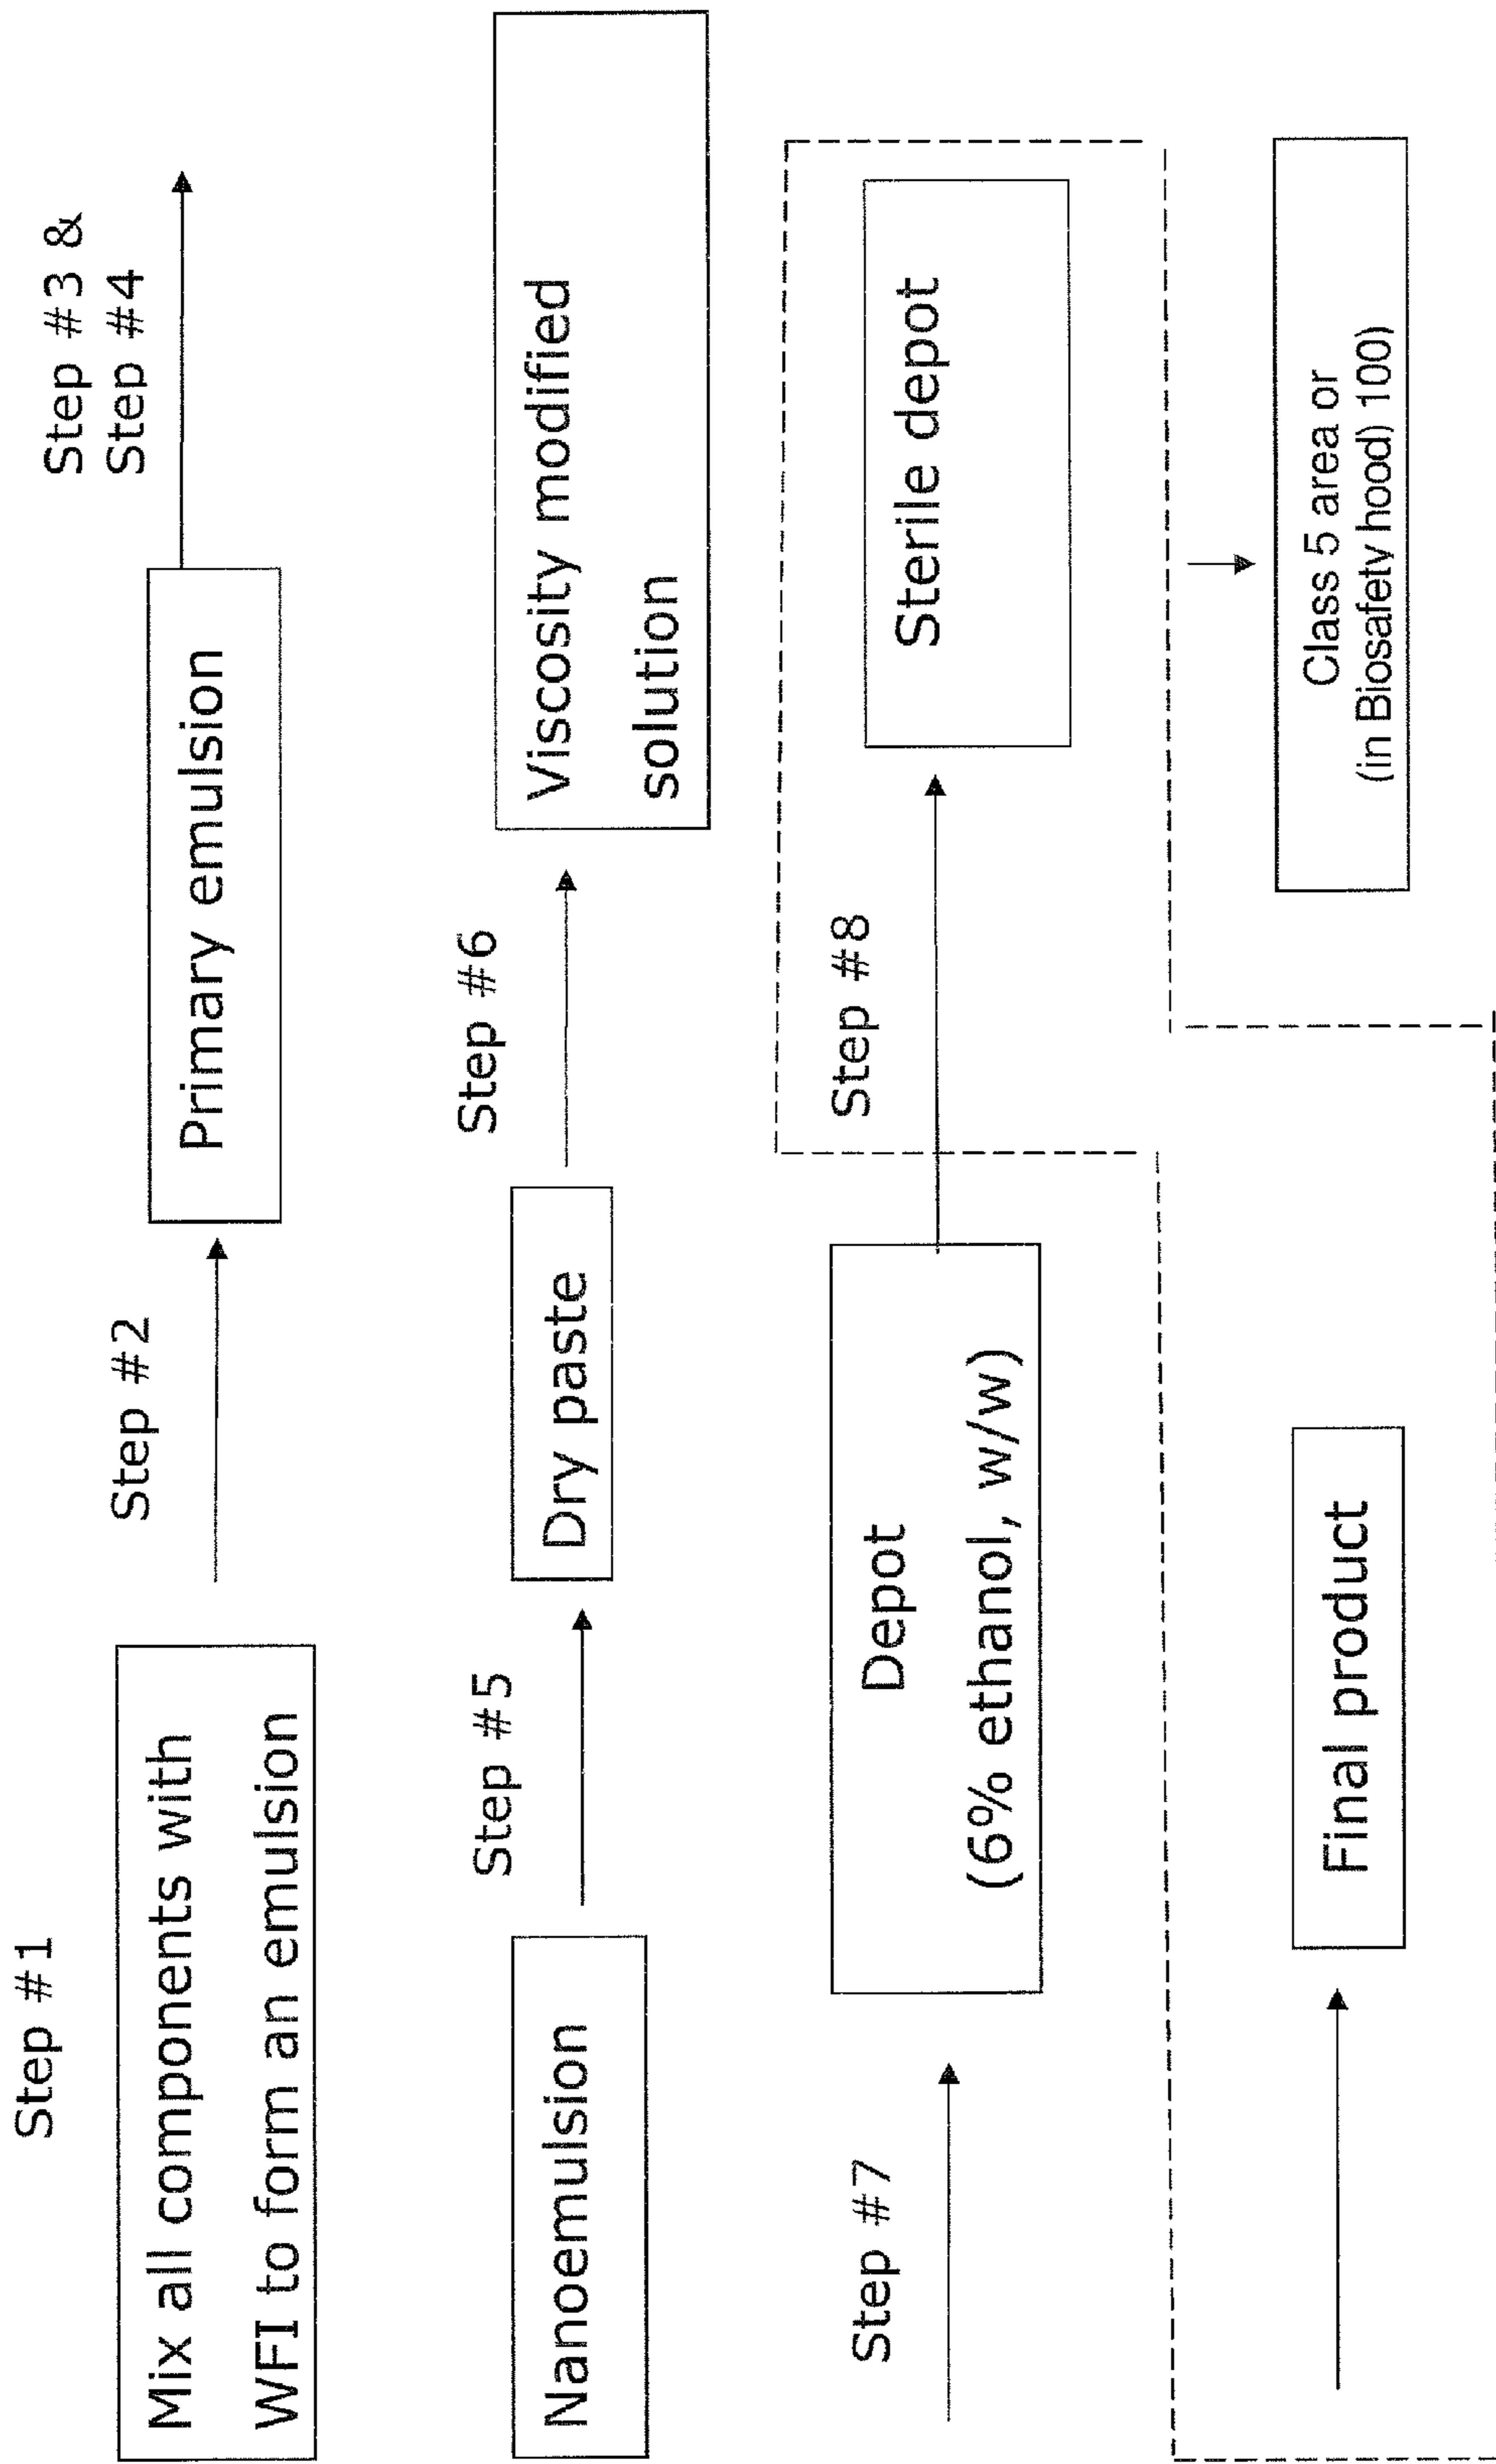 Step #1
Mix all components with
WFI to form an emulsion
Step #2
Primary emulsion
Step #3 &
Step #4
Nanoemulsion
Step #5
Dry paste
Step #6
Viscosity modified
solution
Step #7
Depot
(6% ethanol, w/w)
Step #8
Sterile depot
Final product
Class 5 area or
(in Biosafety hood) 100)